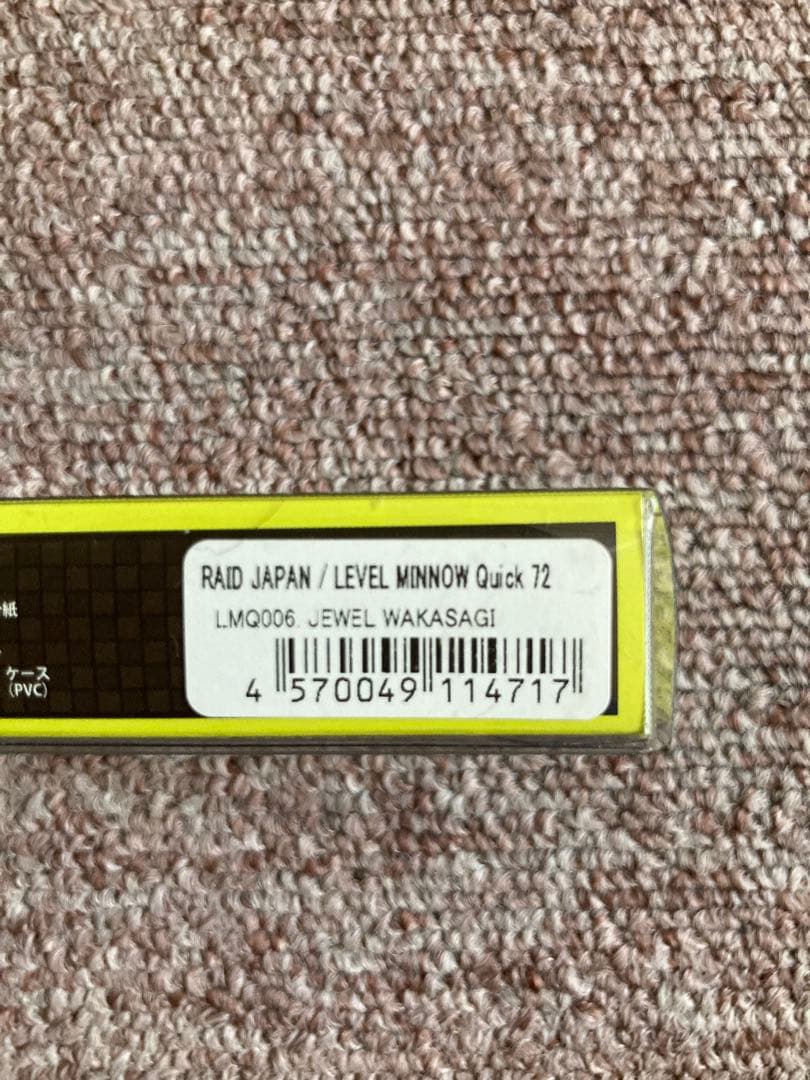 RAID JAPAN / LEVEL MINNOW Quick 72
LMQ006. JEWEL WAKASAGI
4 570049 114717
紙
ケース
(PVC)